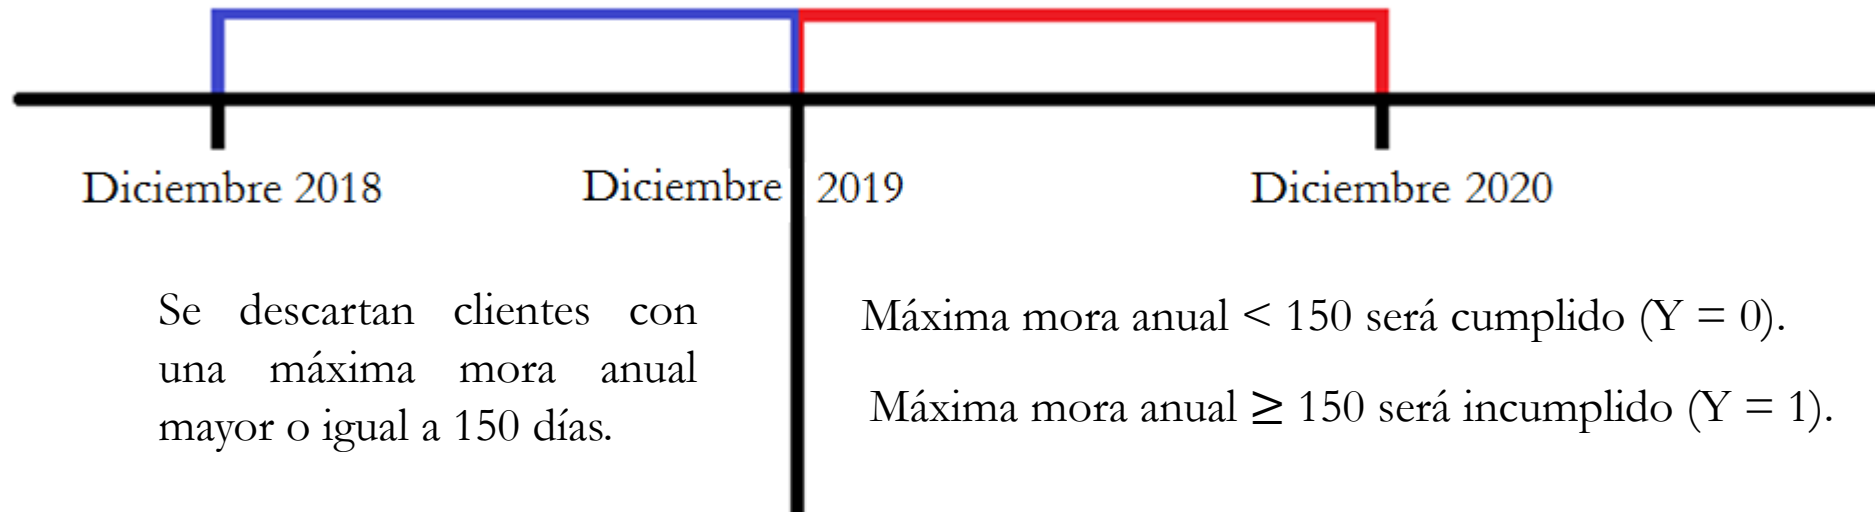 Diciembre 2018
Diciembre 2019
Diciembre 2020
Se descartan clientes con
una máxima mora anual
mayor o igual a 150 días.
Máxima mora anual < 150 será cumplido (Y = 0).
Máxima mora anual ≥ 150 será incumplido (Y = 1).